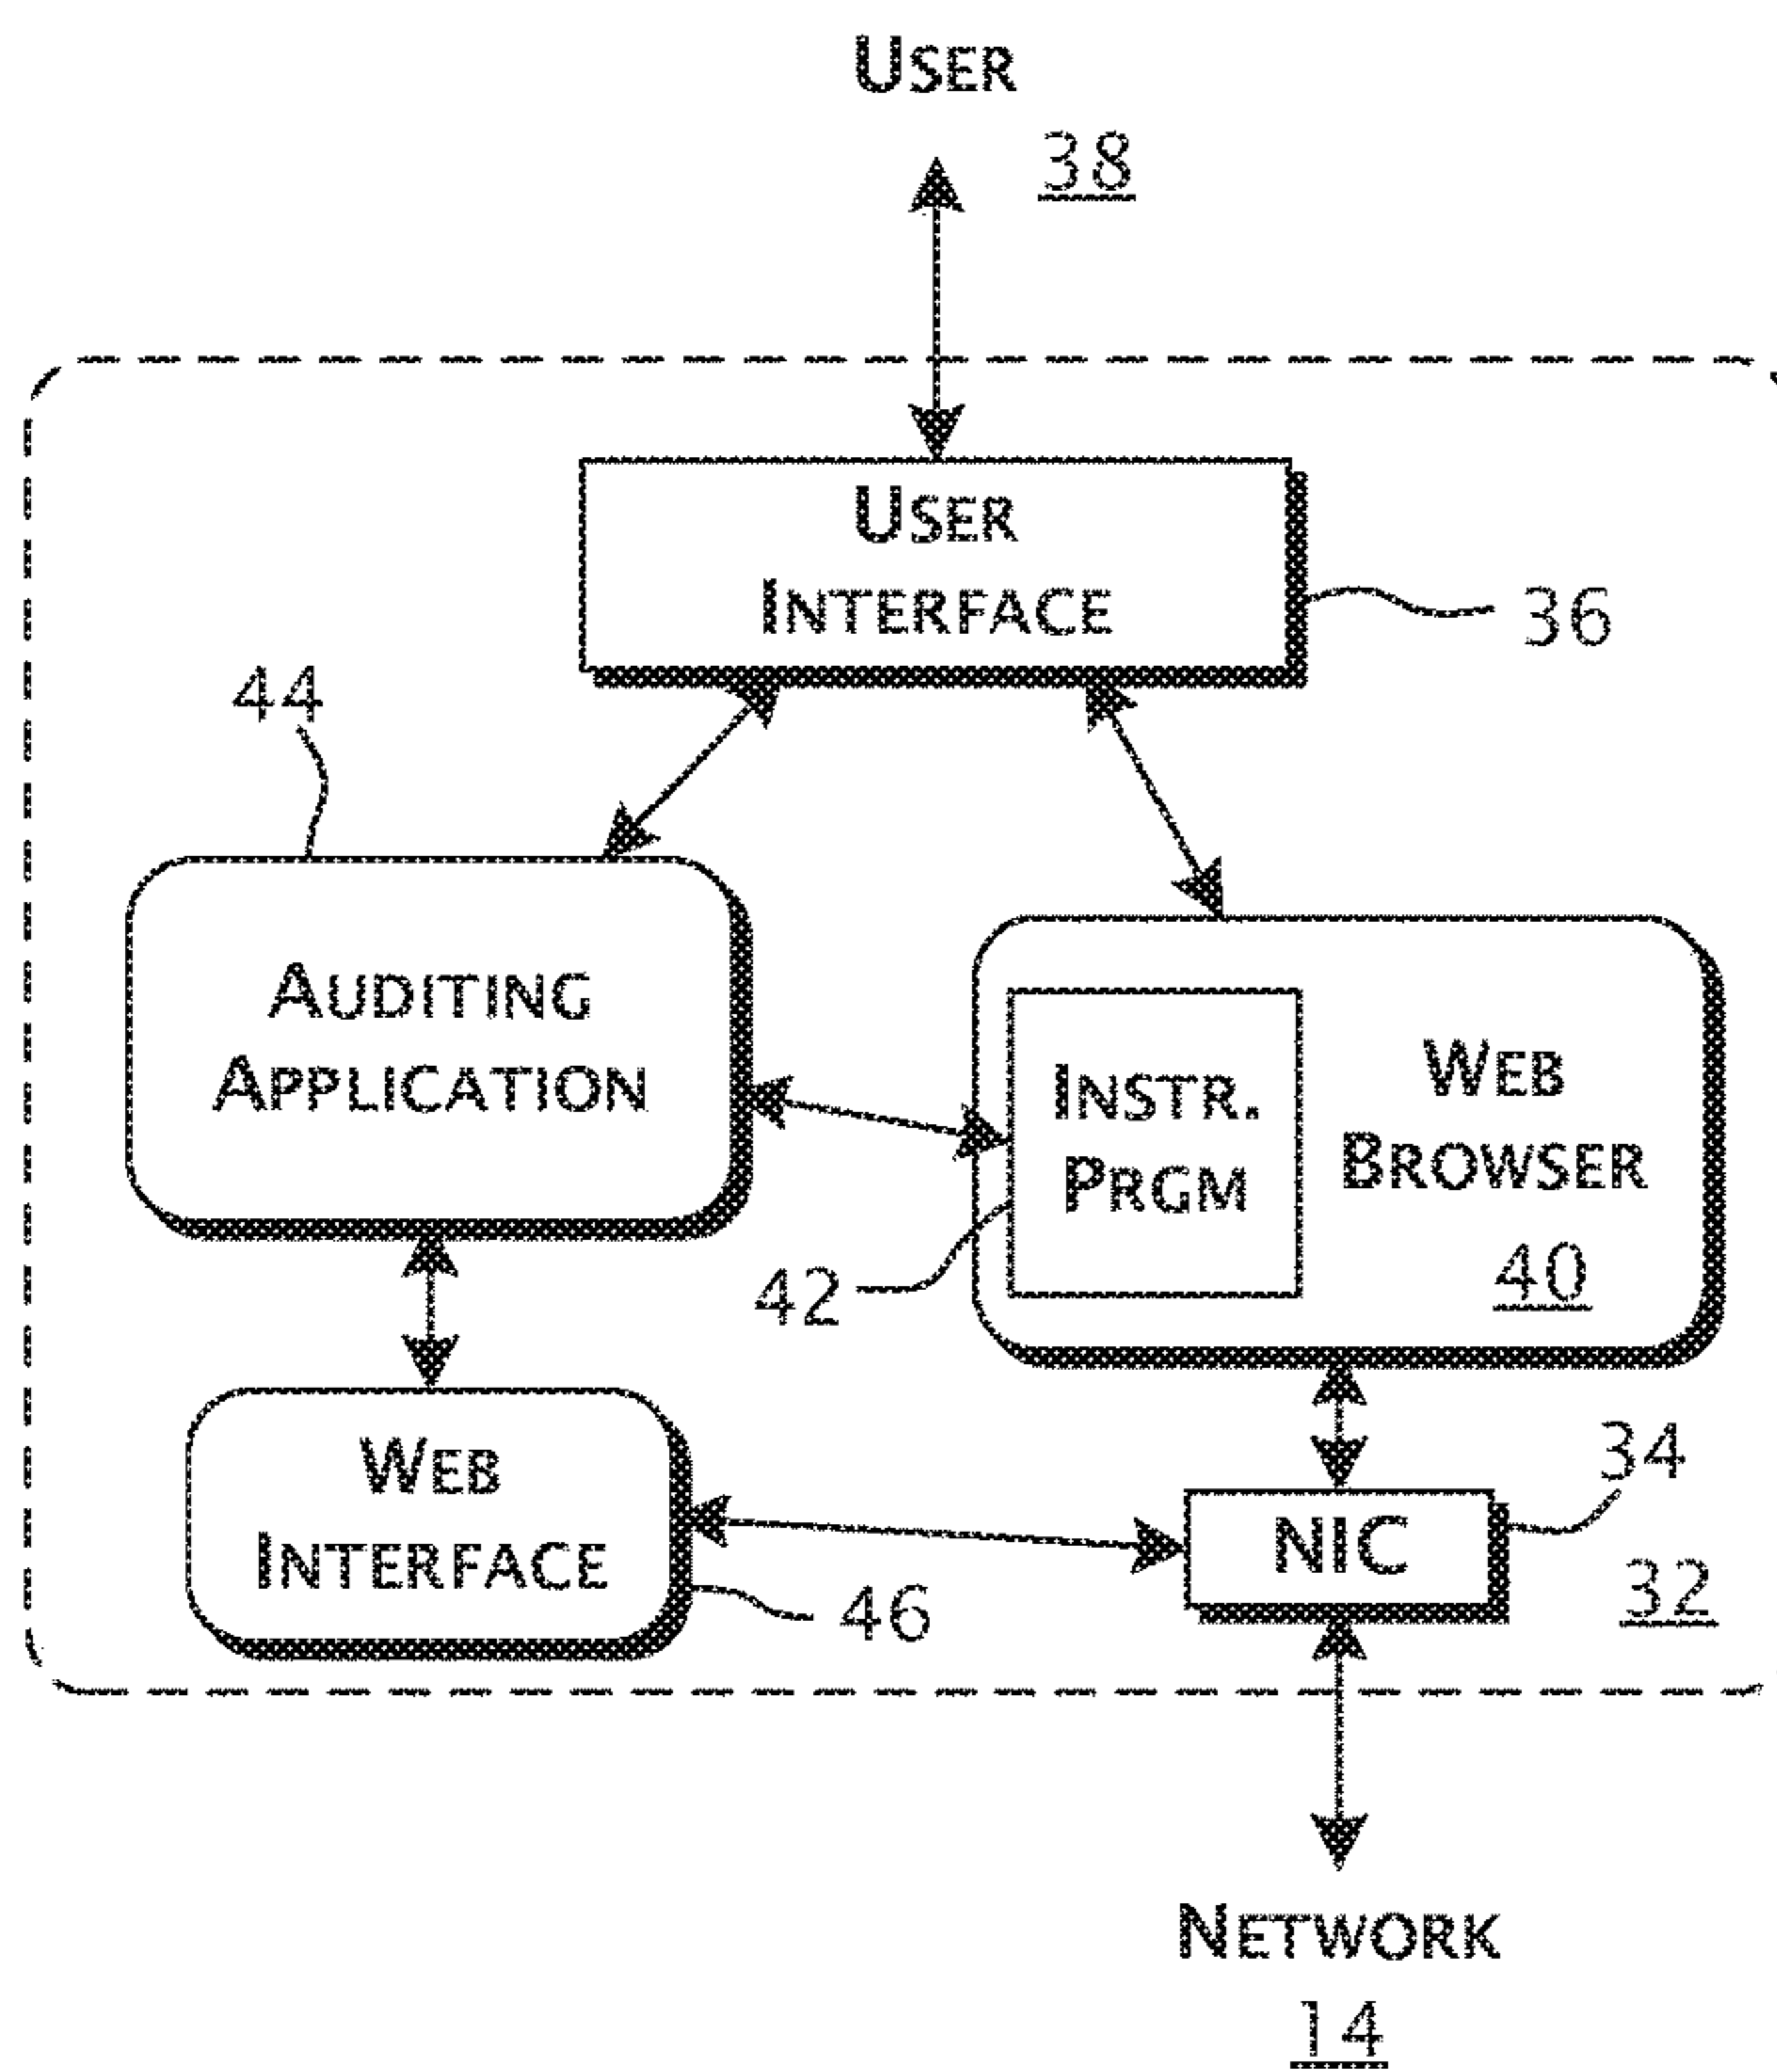 USER
38
USER
INTERFACE
36
44
AUDITING
APPLICATION
INSTR.
PRGM
WEB
BROWSER
40
42
WEB
INTERFACE
46
NIC
34
32
NETWORK
14